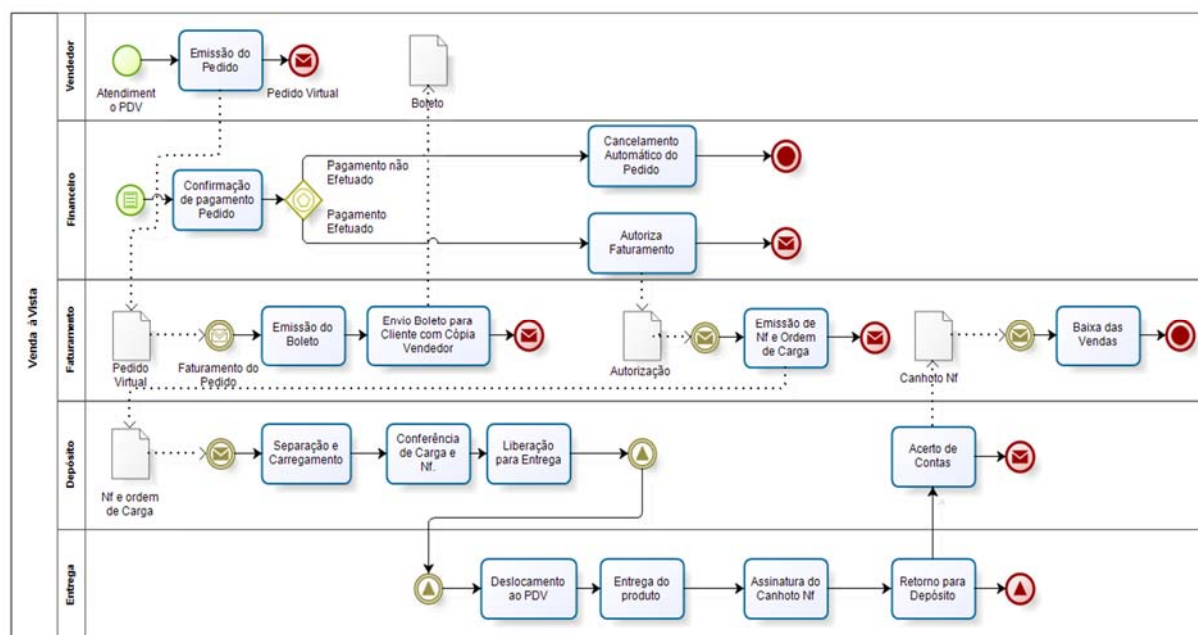 Venda à Vista
Vendedor
Atendiment
o PDV
Emissão do
Pedido
Pedido Virtual
Boleto
Financeiro
Confirmação
de pagamento
Pedido
Pagamento não
Efetuado
Pagamento
Efetuado
Cancelamento
Automático do
Pedido
Autoriza
Faturamento
Faturamento
Pedido
Virtual
Faturamento do
Pedido
Emissão do
Boleto
Envio Boleto para
Cliente com Cópia
Vendedor
Autorização
Emissão de
Nf e Ordem
de Carga
Canhoto Nf
Baixa das
Vendas
Depósito
Nf e ordem
de Carga
Separação e
Carregamento
Conferência
de Carga e
Nf.
Liberação
para Entrega
Acerto de
Contas
Entrega
Deslocamento
ao PDV
Entrega do
produto
Assinatura do
Canhoto Nf
Retorno para
Depósito